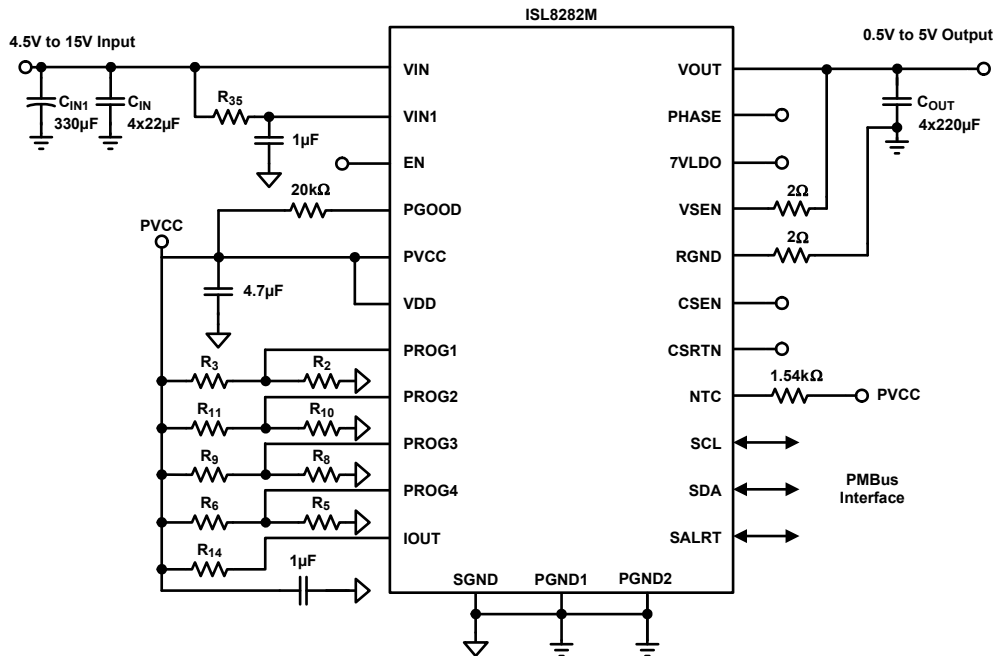 ISL8282M
4.5V to 15V Input
0.5V to 5V Output
VIN
VOUT
CIN1
330µF
CIN
4x22µF
R35
VIN1
1µF
PHASE
COUT
4x220µF
EN
7VLDO
20kΩ
PGOOD
VSEN
2Ω
PVCC
PVCC
RGND
2Ω
4.7µF
VDD
CSEN
PROG1
CSRTN
R3
R2
1.54kΩ
PROG2
NTC
PVCC
R11
R10
PROG3
SCL
R9
R8
PROG4
SDA
PMBus
Interface
R6
R5
IOUT
SALRT
R14
1µF
SGND
PGND1
PGND2